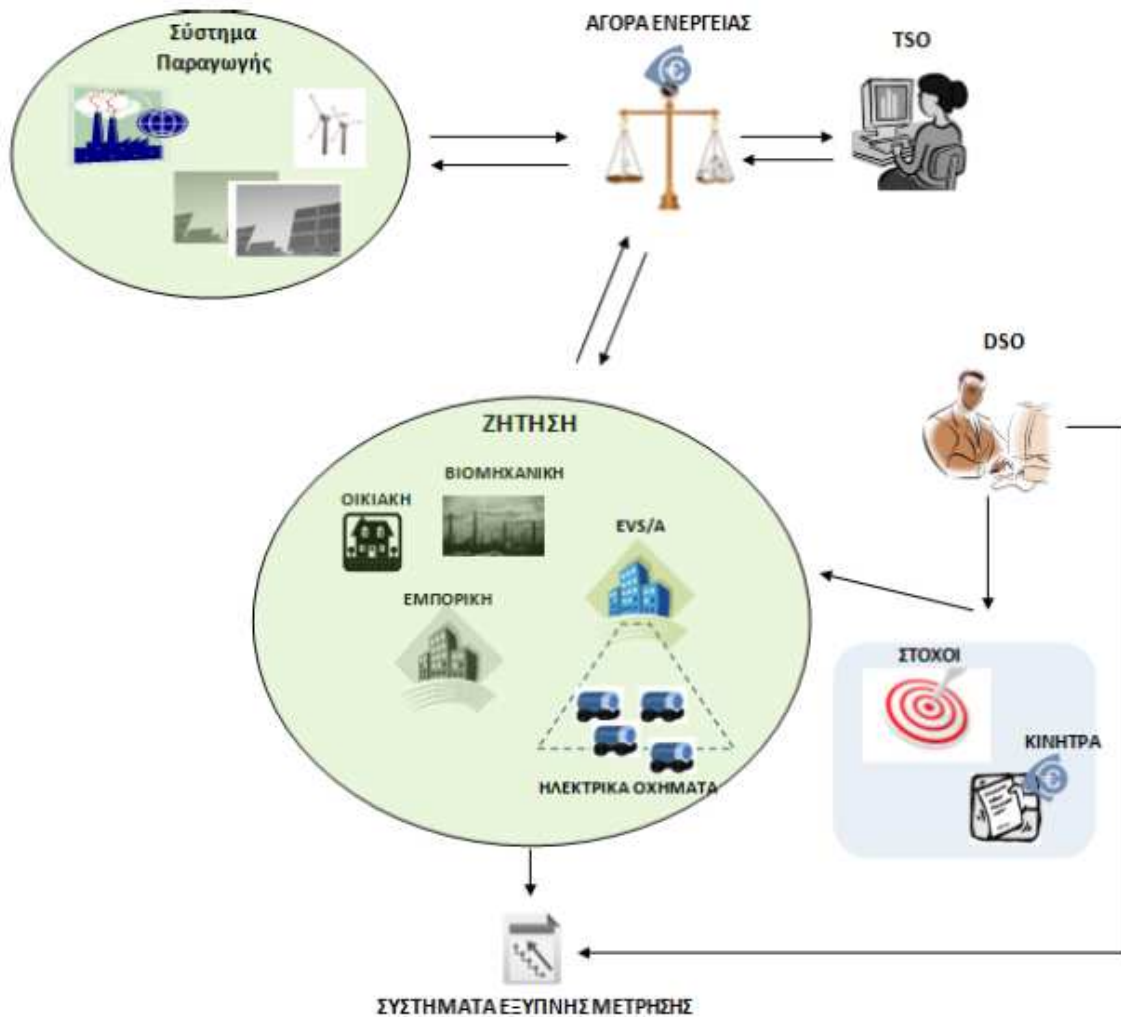 Σύστημα
Παραγωγής
ΑΓΟΡΑ ΕΝΕΡΓΕΙΑΣ
TSO
DSO
ΖΗΤΗΣΗ
ΒΙΟΜΗΧΑΝΙΚΗ
ΟΙΚΙΑΚΗ
EVS/A
ΕΜΠΟΡΙΚΗ
ΣΤΟΧΟΙ
ΚΙΝΗΤΡΑ
ΗΛΕΚΤΡΙΚΑ ΟΧΗΜΑΤΑ
ΣΥΣΤΗΜΑΤΑ ΕΞΥΠΝΗΣ ΜΕΤΡΗΣΗΣ